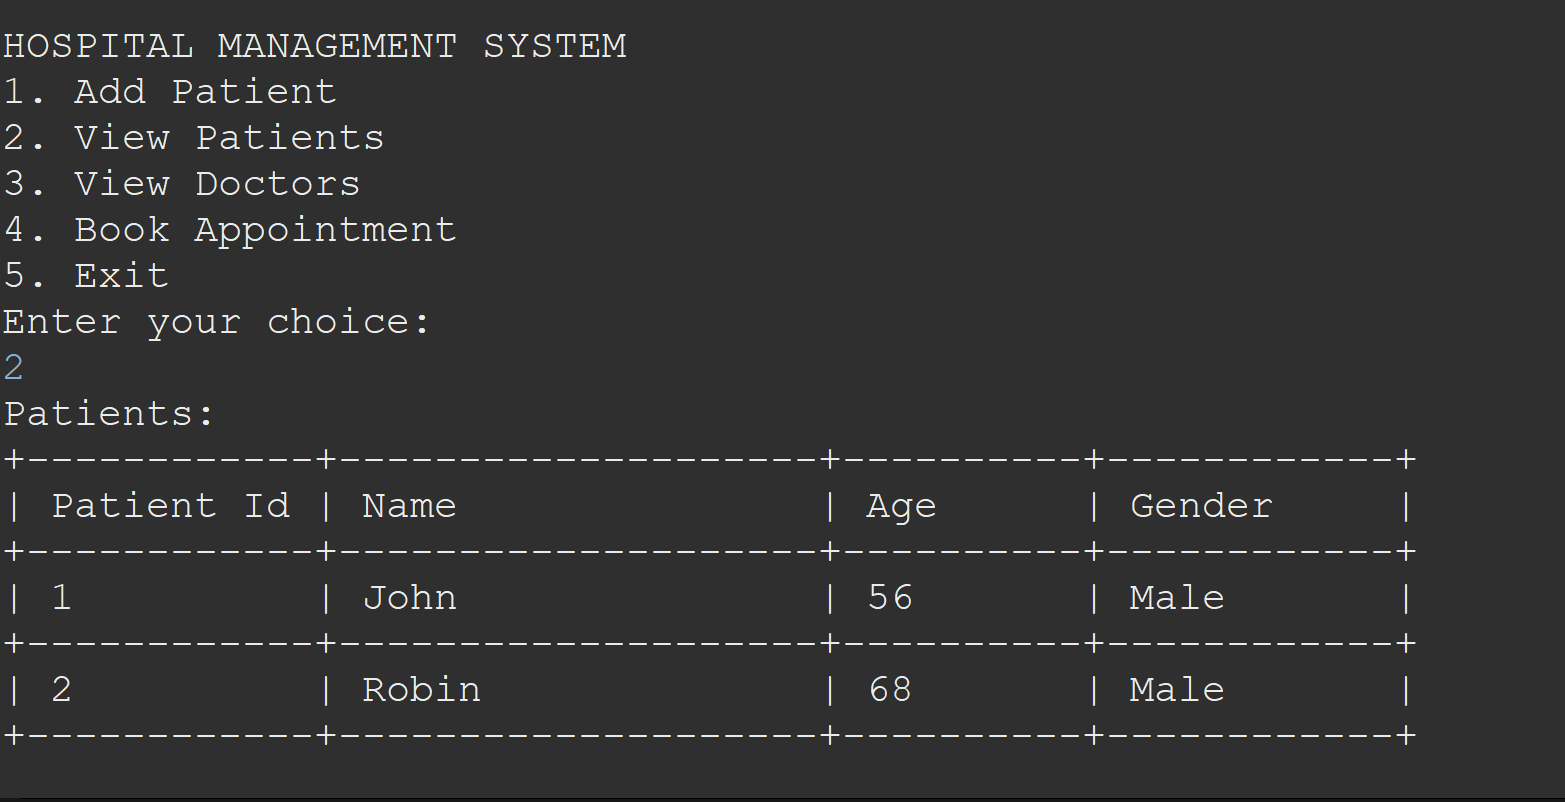 HOSPITAL MANAGEMENT SYSTEM
1. Add Patient
2. View Patients
3. View Doctors
4. Book Appointment
5. Exit
Enter your choice:
2
Patients:
+------------+--------------------+----------+------------+
| Patient Id | Name               | Age      | Gender     |
+------------+--------------------+----------+------------+
| 1          | John               | 56       | Male       |
+------------+--------------------+----------+------------+
| 2          | Robin              | 68       | Male       |
+------------+--------------------+----------+------------+